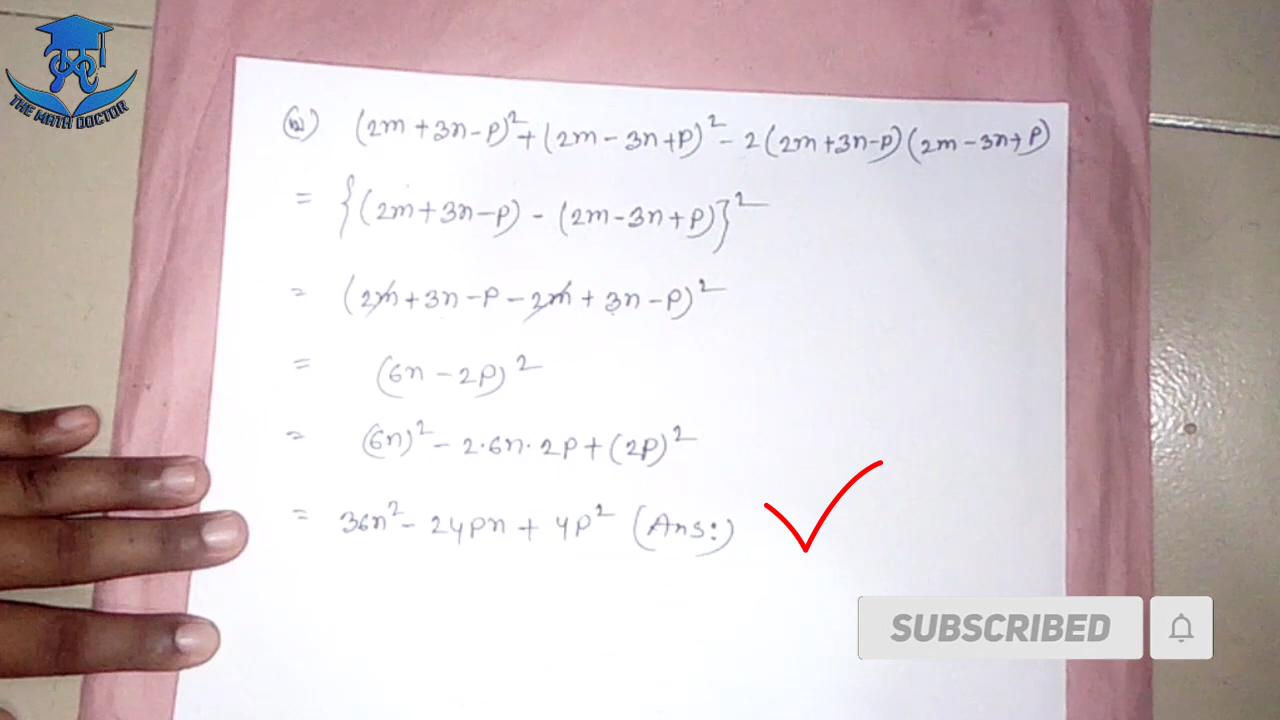 THE MATH DOCTOR
(2m + 3n - p)² + (2m - 3n + p)² - 2 (2m + 3n - p) (2m - 3n + p)
= {(2m + 3n - p) - (2m - 3n + p)}²
= (2m + 3n - p - 2m + 3n - p)²
= (6n - 2p)²
= (6n)² - 2·6n·2p + (2p)²
= 36n² - 24pn + 4p² (Ans:)
SUBSCRIBED